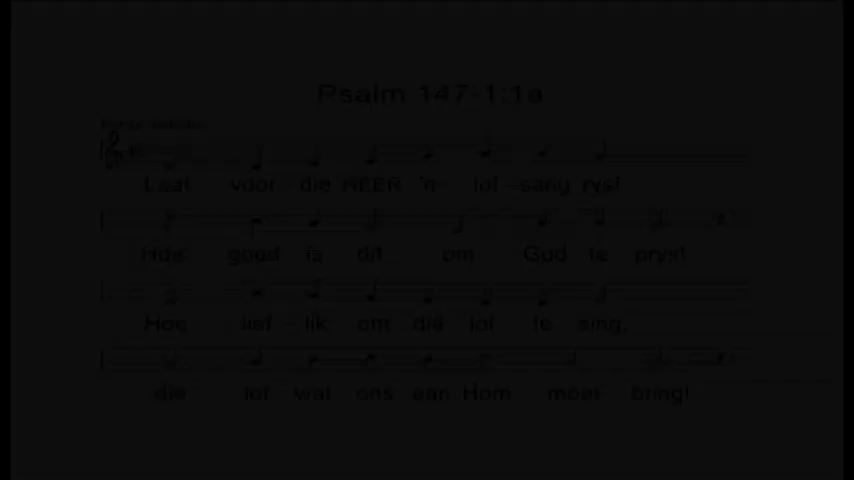 Psalm 147-1:1a
Laat voor die HEER 'n lof - sang rys!
Hoe goed is dit om God te prys!
Hoe lief - lik om die lof te sing,
die lof wat ons aan Hom moet bring!